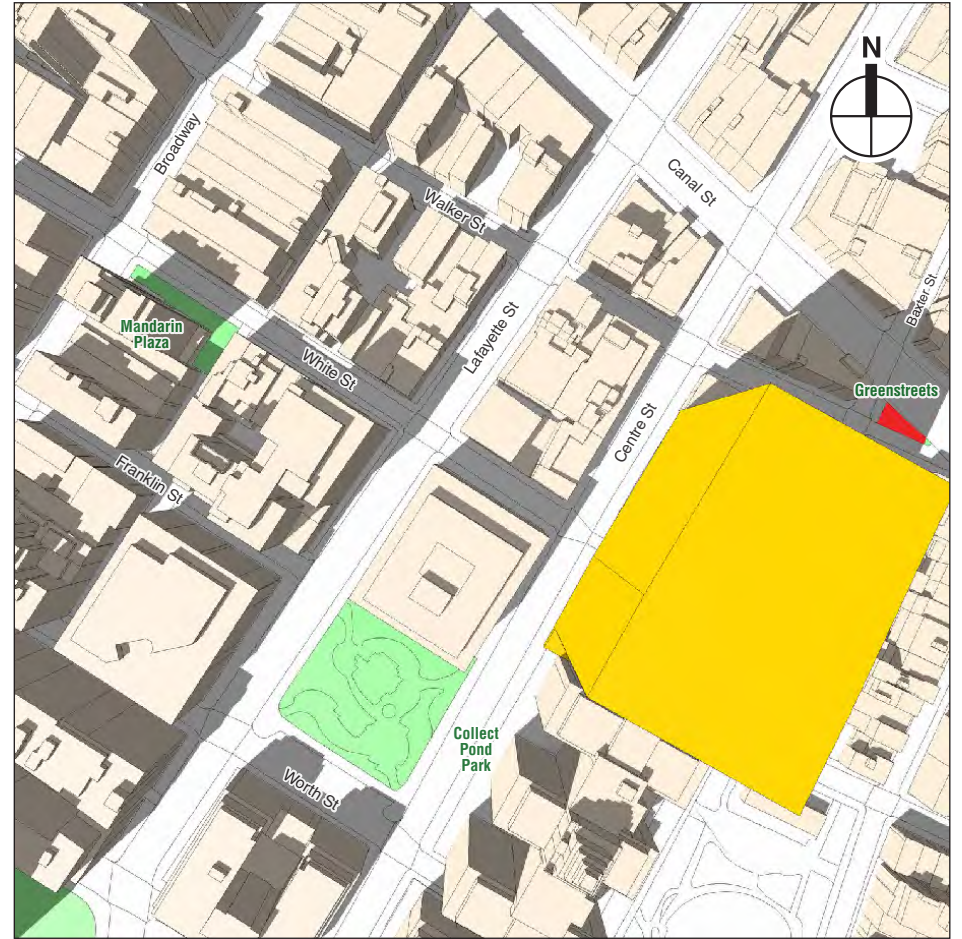 N
Broadway
Canal St
Walker St
Baxter St
Mandarin
Plaza
Lafayette St
White St
Greenstreets
Centre St
Franklin St
Collect
Pond
Park
Worth St